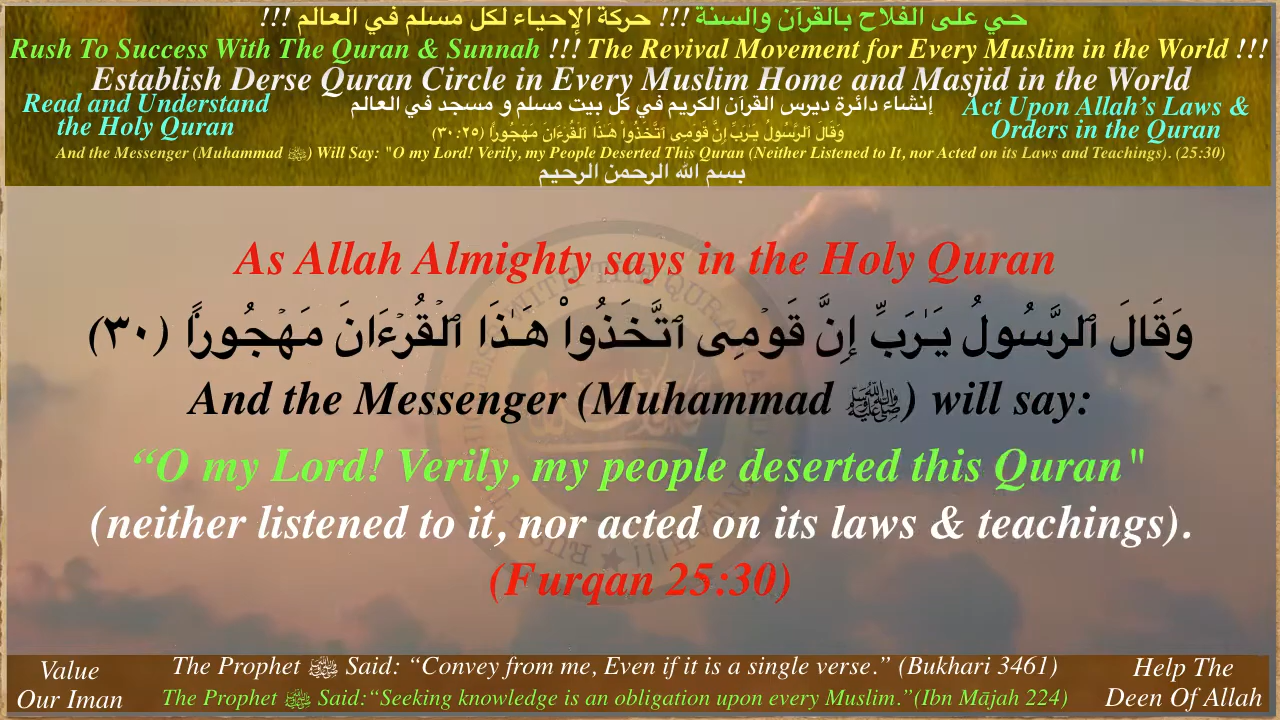 حي على الفلاح بالقرآن والسنة !!! حركة الإحياء لكل مسلم في العالم !!!
Rush To Success With The Quran & Sunnah !!! The Revival Movement for Every Muslim in the World !!!
Establish Derse Quran Circle in Every Muslim Home and Masjid in the World
Read and Understand
the Holy Quran
إنشاء دائرة ديرس القرآن الكريم في كل بيت مسلم و مسجد في العالم
Act Upon Allah’s Laws &
Orders in the Quran
وَقَالَ ٱلرَّسُولُ يَـٰرَبِّ إِنَّ قَوْمِى ٱتَّخَذُوا۟ هَـٰذَا ٱلْقُرْءَانَ مَهْجُورًۭا (٣٠:٢٥)
And the Messenger (Muhammad ﷺ) Will Say: "O my Lord! Verily, my People Deserted This Quran (Neither Listened to It, nor Acted on its Laws and Teachings). (25:30)
بسم الله الرحمن الرحيم
As Allah Almighty says in the Holy Quran
وَقَالَ ٱلرَّسُولُ يَـٰرَبِّ إِنَّ قَوْمِى ٱتَّخَذُوا۟ هَـٰذَا ٱلْقُرْءَانَ مَهْجُورًۭا (٣٠)
And the Messenger (Muhammad ﷺ) will say:
“O my Lord! Verily, my people deserted this Quran"
(neither listened to it, nor acted on its laws & teachings).
(Furqan 25:30)
Value
Our Iman
The Prophet ﷺ Said: “Convey from me, Even if it is a single verse.” (Bukhari 3461)
The Prophet ﷺ Said:“Seeking knowledge is an obligation upon every Muslim.”(Ibn Mājah 224)
Help The
Deen Of Allah